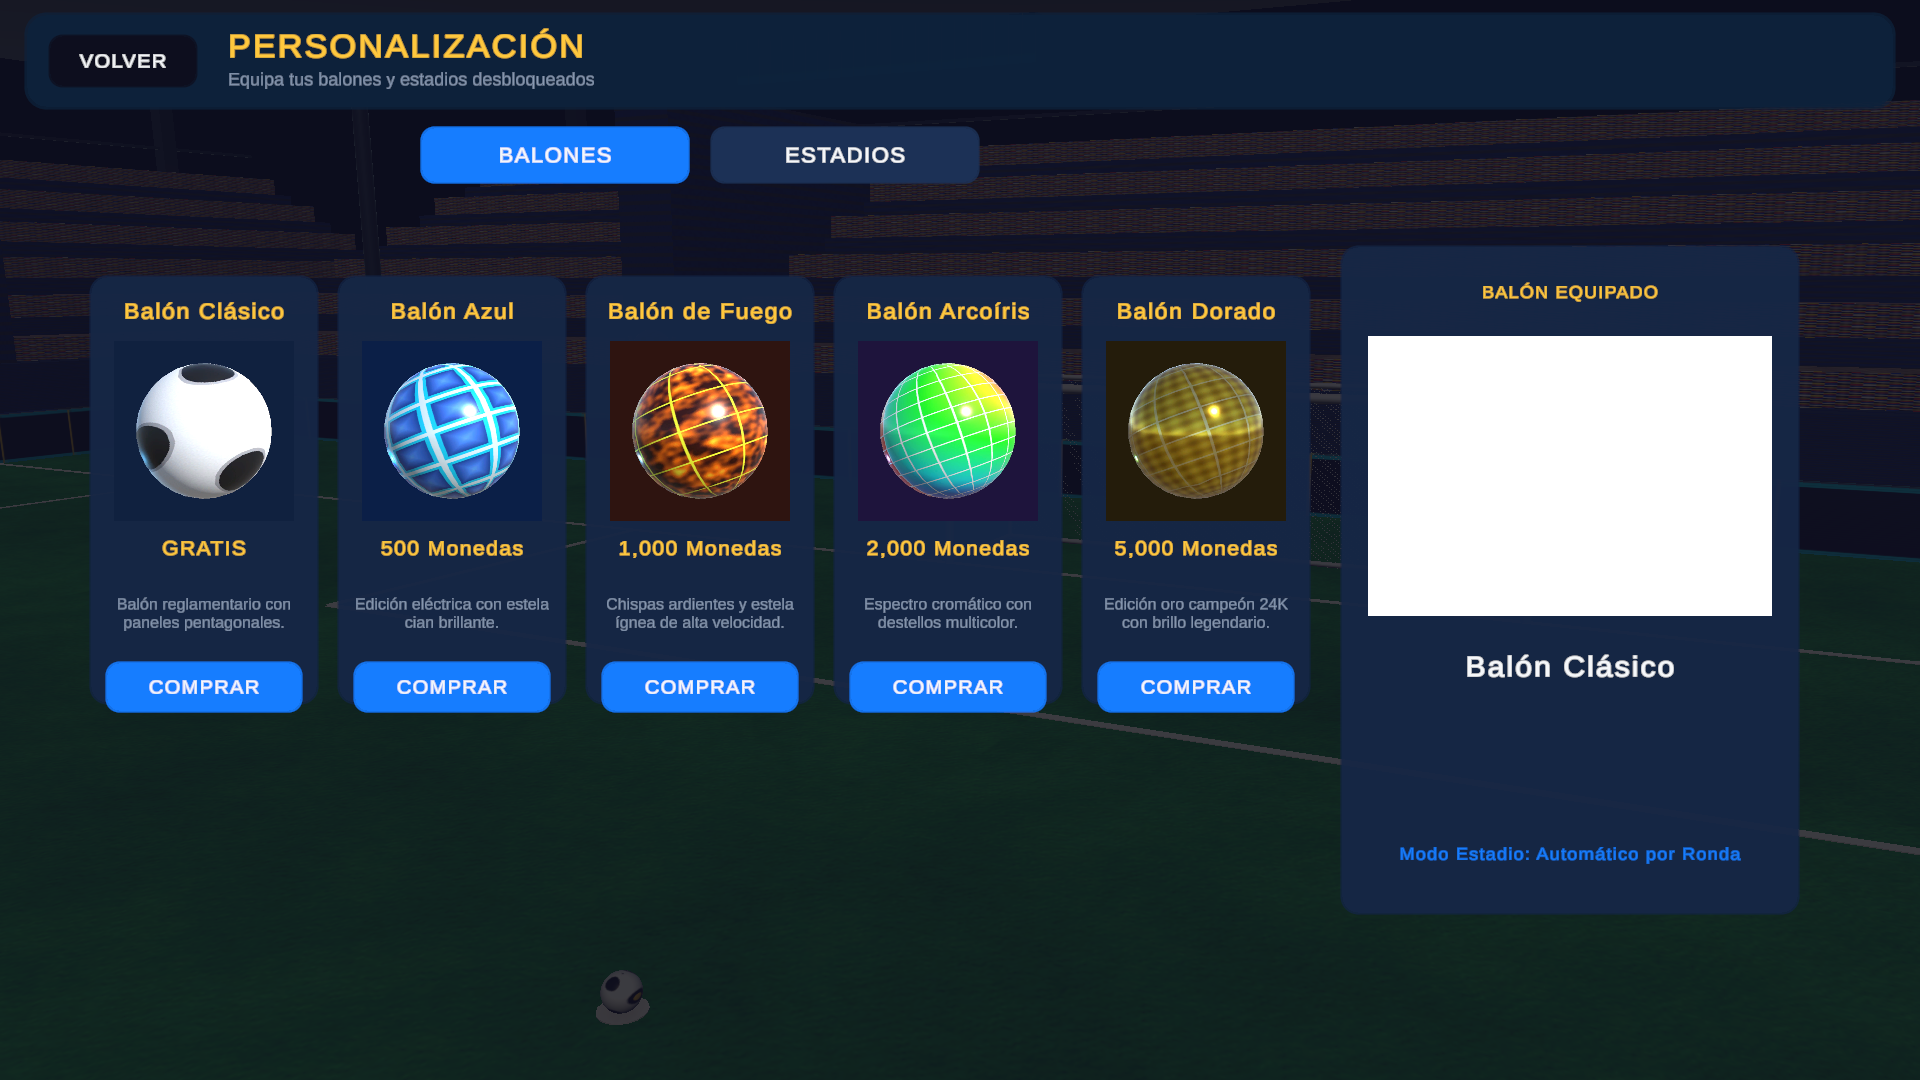 VOLVER
PERSONALIZACIÓN
Equipa tus balones y estadios desbloqueados
BALONES
ESTADIOS
Balón Clásico
GRATIS
Balón reglamentario con
paneles pentagonales.
COMPRAR
Balón Azul
500 Monedas
Edición eléctrica con estela
cian brillante.
COMPRAR
Balón de Fuego
1,000 Monedas
Chispas ardientes y estela
ígnea de alta velocidad.
COMPRAR
Balón Arcoíris
2,000 Monedas
Espectro cromático con
destellos multicolor.
COMPRAR
Balón Dorado
5,000 Monedas
Edición oro campeón 24K
con brillo legendario.
COMPRAR
BALÓN EQUIPADO
Balón Clásico
Modo Estadio: Automático por Ronda